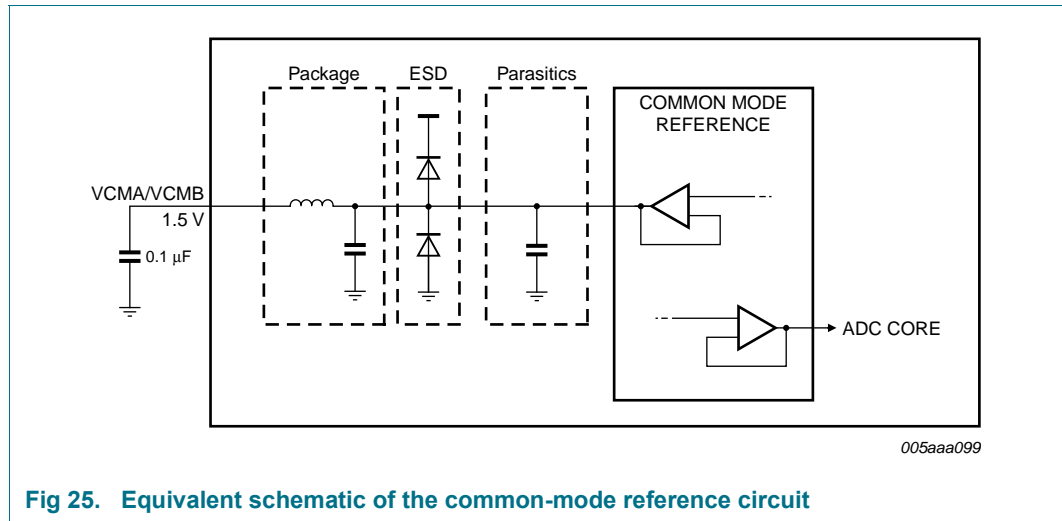 Package
ESD
Parasitics
COMMON MODE
REFERENCE
VCMA/VCMB
1.5 V
0.1 μF
ADC CORE
005aaa099
Fig 25. Equivalent schematic of the common-mode reference circuit